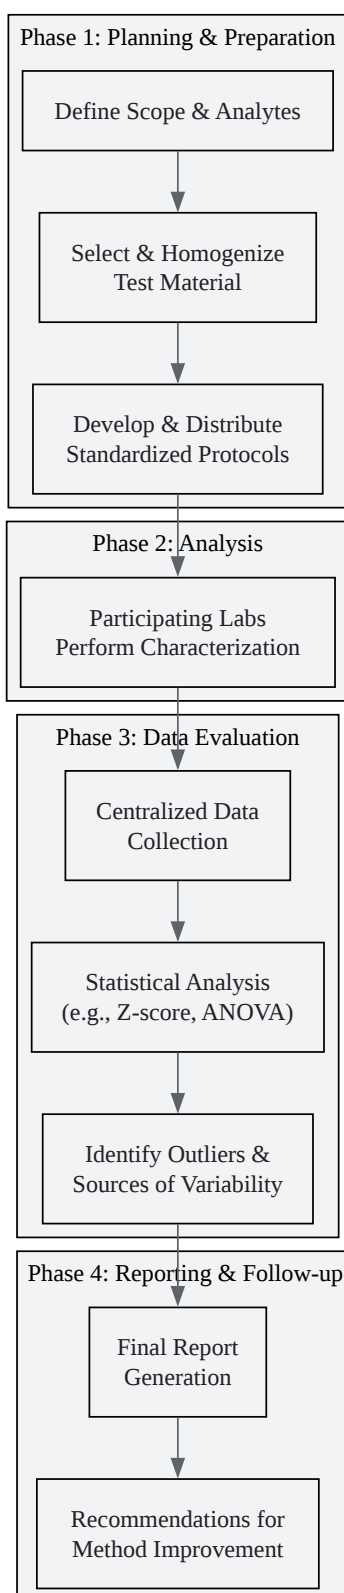 Phase 1: Planning & Preparation
Define Scope & Analytes
Select & Homogenize
Test Material
Develop & Distribute
Standardized Protocols
Phase 2: Analysis
Participating Labs
Perform Characterization
Phase 3: Data Evaluation
Centralized Data
Collection
Statistical Analysis
(e.g., Z-score, ANOVA)
Identify Outliers &
Sources of Variability
Phase 4: Reporting & Follow-up
Final Report
Generation
Recommendations for
Method Improvement